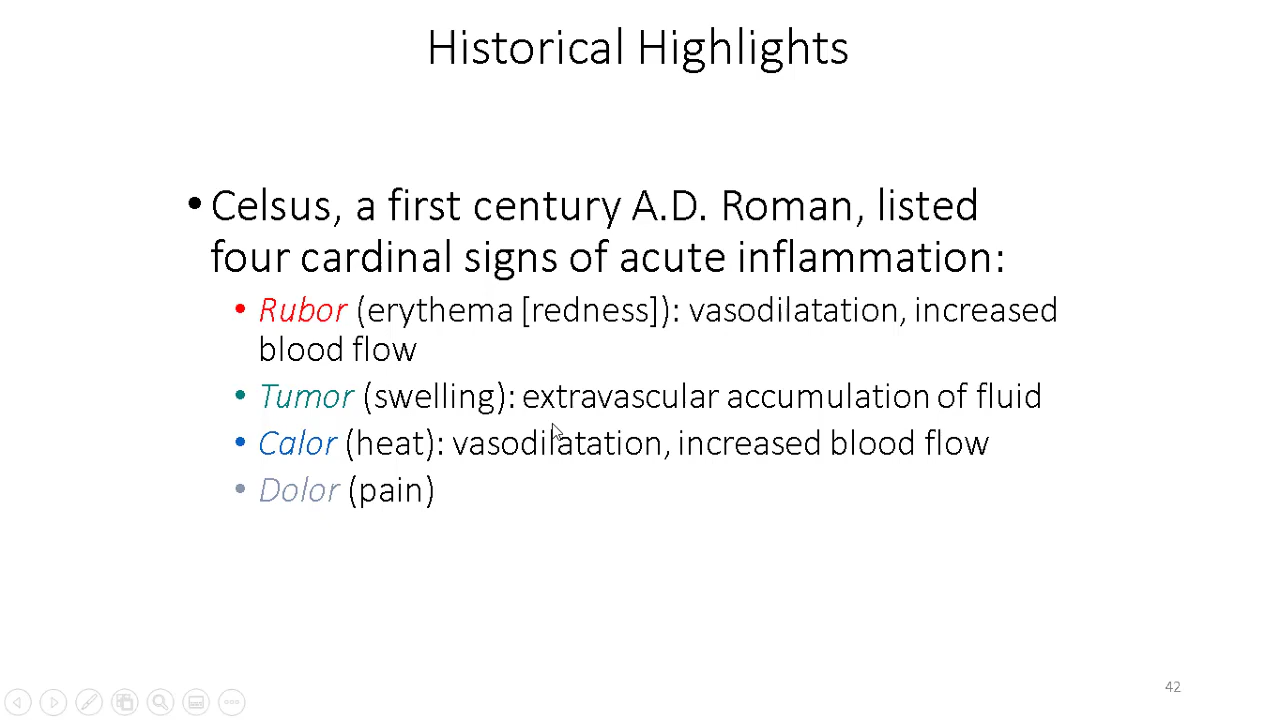 Historical Highlights
• Celsus, a first century A.D. Roman, listed
four cardinal signs of acute inflammation:
• Rubor (erythema [redness]): vasodilatation, increased
blood flow
• Tumor (swelling): extravascular accumulation of fluid
• Calor (heat): vasodilatation, increased blood flow
• Dolor (pain)
42